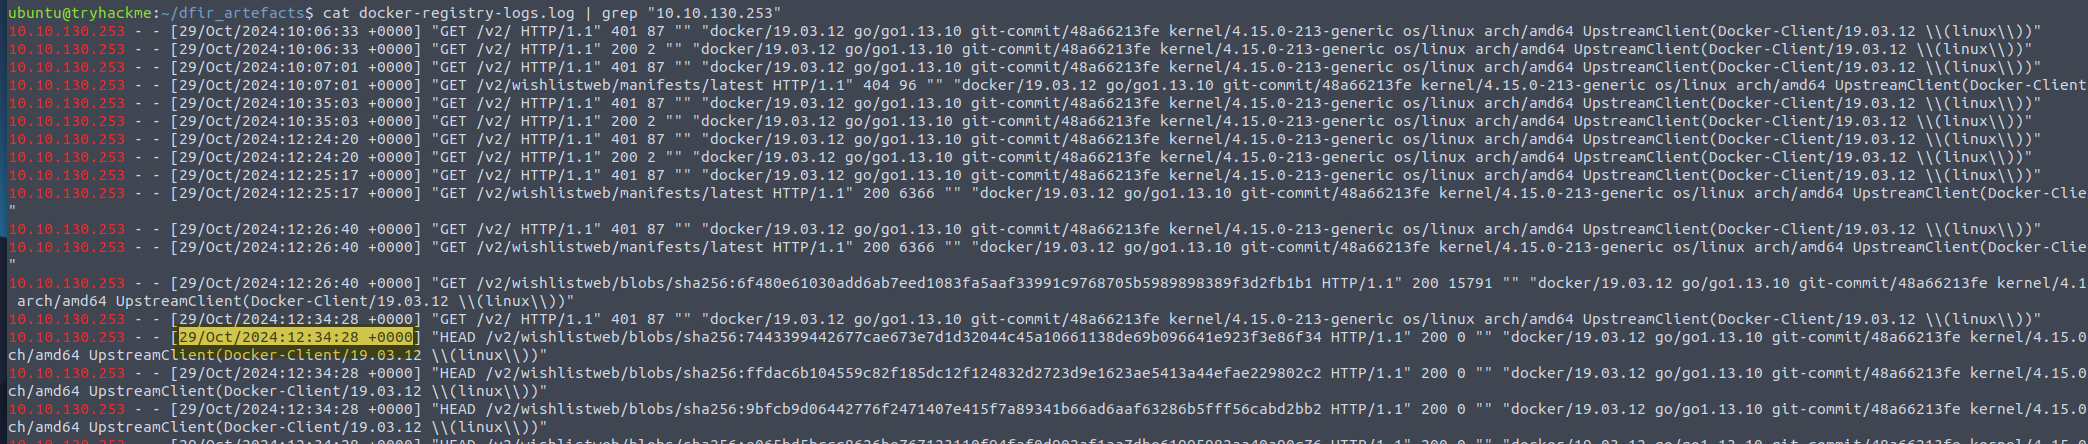 ubuntu@tryhackme:~/dfir_artefacts$ cat docker-registry-logs.log | grep "10.10.130.253"
10.10.130.253 - - [29/Oct/2024:10:06:33 +0000] "GET /v2/ HTTP/1.1" 401 87 "" "docker/19.03.12 go/go1.13.10 git-commit/48a66213fe kernel/4.15.0-213-generic os/linux arch/amd64 UpstreamClient(Docker-Client/19.03.12 \\(linux\\))"
10.10.130.253 - - [29/Oct/2024:10:06:33 +0000] "GET /v2/ HTTP/1.1" 200 2 "" "docker/19.03.12 go/go1.13.10 git-commit/48a66213fe kernel/4.15.0-213-generic os/linux arch/amd64 UpstreamClient(Docker-Client/19.03.12 \\(linux\\))"
10.10.130.253 - - [29/Oct/2024:10:07:01 +0000] "GET /v2/ HTTP/1.1" 401 87 "" "docker/19.03.12 go/go1.13.10 git-commit/48a66213fe kernel/4.15.0-213-generic os/linux arch/amd64 UpstreamClient(Docker-Client/19.03.12 \\(linux\\))"
10.10.130.253 - - [29/Oct/2024:10:07:01 +0000] "GET /v2/wishlistweb/manifests/latest HTTP/1.1" 404 96 "" "docker/19.03.12 go/go1.13.10 git-commit/48a66213fe kernel/4.15.0-213-generic os/linux arch/amd64 UpstreamClient(Docker-Client
10.10.130.253 - - [29/Oct/2024:10:35:03 +0000] "GET /v2/ HTTP/1.1" 401 87 "" "docker/19.03.12 go/go1.13.10 git-commit/48a66213fe kernel/4.15.0-213-generic os/linux arch/amd64 UpstreamClient(Docker-Client/19.03.12 \\(linux\\))"
10.10.130.253 - - [29/Oct/2024:10:35:03 +0000] "GET /v2/ HTTP/1.1" 200 2 "" "docker/19.03.12 go/go1.13.10 git-commit/48a66213fe kernel/4.15.0-213-generic os/linux arch/amd64 UpstreamClient(Docker-Client/19.03.12 \\(linux\\))"
10.10.130.253 - - [29/Oct/2024:12:24:20 +0000] "GET /v2/ HTTP/1.1" 401 87 "" "docker/19.03.12 go/go1.13.10 git-commit/48a66213fe kernel/4.15.0-213-generic os/linux arch/amd64 UpstreamClient(Docker-Client/19.03.12 \\(linux\\))"
10.10.130.253 - - [29/Oct/2024:12:24:20 +0000] "GET /v2/ HTTP/1.1" 200 2 "" "docker/19.03.12 go/go1.13.10 git-commit/48a66213fe kernel/4.15.0-213-generic os/linux arch/amd64 UpstreamClient(Docker-Client/19.03.12 \\(linux\\))"
10.10.130.253 - - [29/Oct/2024:12:25:17 +0000] "GET /v2/ HTTP/1.1" 401 87 "" "docker/19.03.12 go/go1.13.10 git-commit/48a66213fe kernel/4.15.0-213-generic os/linux arch/amd64 UpstreamClient(Docker-Client/19.03.12 \\(linux\\))"
10.10.130.253 - - [29/Oct/2024:12:25:17 +0000] "GET /v2/wishlistweb/manifests/latest HTTP/1.1" 200 6366 "" "docker/19.03.12 go/go1.13.10 git-commit/48a66213fe kernel/4.15.0-213-generic os/linux arch/amd64 UpstreamClient(Docker-Clie
"
10.10.130.253 - - [29/Oct/2024:12:26:40 +0000] "GET /v2/ HTTP/1.1" 401 87 "" "docker/19.03.12 go/go1.13.10 git-commit/48a66213fe kernel/4.15.0-213-generic os/linux arch/amd64 UpstreamClient(Docker-Client/19.03.12 \\(linux\\))"
10.10.130.253 - - [29/Oct/2024:12:26:40 +0000] "GET /v2/wishlistweb/manifests/latest HTTP/1.1" 200 6366 "" "docker/19.03.12 go/go1.13.10 git-commit/48a66213fe kernel/4.15.0-213-generic os/linux arch/amd64 UpstreamClient(Docker-Clie
"
10.10.130.253 - - [29/Oct/2024:12:26:40 +0000] "GET /v2/wishlistweb/blobs/sha256:6f480e61030add6ab7eed1083fa5aaf33991c9768705b5989898389f3d2fb1b1 HTTP/1.1" 200 15791 "" "docker/19.03.12 go/go1.13.10 git-commit/48a66213fe kernel/4.1
arch/amd64 UpstreamClient(Docker-Client/19.03.12 \\(linux\\))"
10.10.130.253 - - [29/Oct/2024:12:34:28 +0000] "GET /v2/ HTTP/1.1" 401 87 "" "docker/19.03.12 go/go1.13.10 git-commit/48a66213fe kernel/4.15.0-213-generic os/linux arch/amd64 UpstreamClient(Docker-Client/19.03.12 \\(linux\\))"
10.10.130.253 - - [29/Oct/2024:12:34:28 +0000] "HEAD /v2/wishlistweb/blobs/sha256:7443399442677cae673e7d1d32044c45a10661138de69b096641e923f3e86f34 HTTP/1.1" 200 0 "" "docker/19.03.12 go/go1.13.10 git-commit/48a66213fe kernel/4.15.0
ch/amd64 UpstreamClient(Docker-Client/19.03.12 \\(linux\\))"
10.10.130.253 - - [29/Oct/2024:12:34:28 +0000] "HEAD /v2/wishlistweb/blobs/sha256:ffdac6b104559c82f185dc12f124832d2723d9e1623ae5413a44efae229802c2 HTTP/1.1" 200 0 "" "docker/19.03.12 go/go1.13.10 git-commit/48a66213fe kernel/4.15.0
ch/amd64 UpstreamClient(Docker-Client/19.03.12 \\(linux\\))"
10.10.130.253 - - [29/Oct/2024:12:34:28 +0000] "HEAD /v2/wishlistweb/blobs/sha256:9bfcb9d06442776f2471407e415f7a89341b66ad6aaf63286b5fff56cabd2bb2 HTTP/1.1" 200 0 "" "docker/19.03.12 go/go1.13.10 git-commit/48a66213fe kernel/4.15.0
ch/amd64 UpstreamClient(Docker-Client/19.03.12 \\(linux\\))"